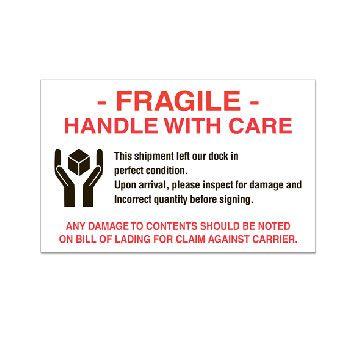 - FRAGILE -
HANDLE WITH CARE
This shipment left our dock in
perfect condition.
Upon arrival, please inspect for damage and
Incorrect quantity before signing.
ANY DAMAGE TO CONTENTS SHOULD BE NOTED
ON BILL OF LADING FOR CLAIM AGAINST CARRIER.